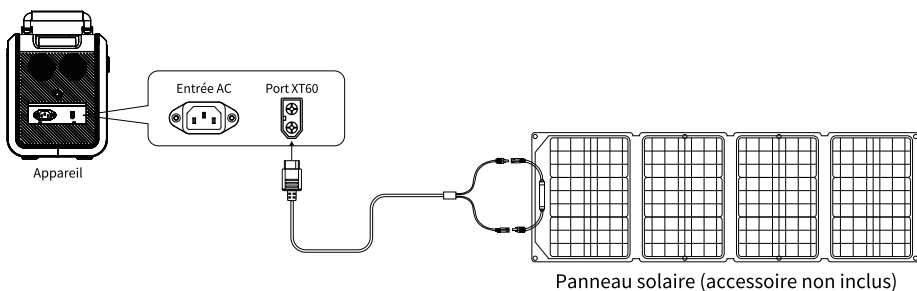 Entrée AC
Port XT60
Appareil
Panneau solaire (accessoire non inclus)